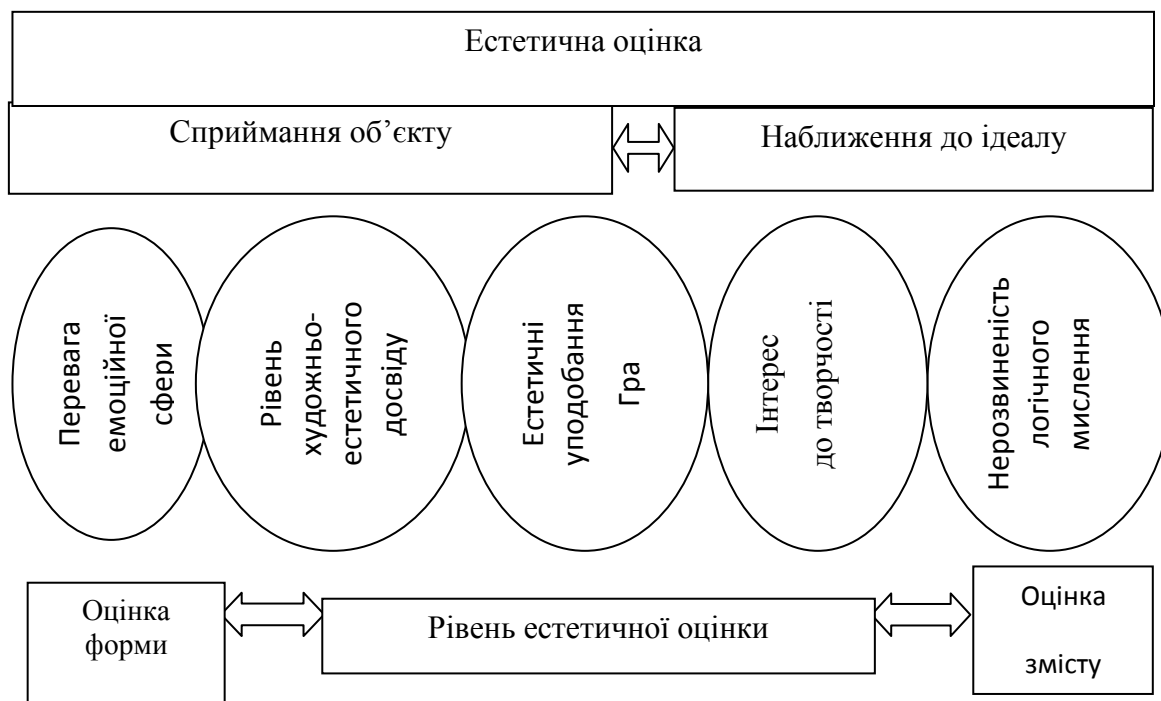 Естетична оцінка
Сприймання об’єкту
Наближення до ідеалу
Перевага
емоційної
сфери
Рівень
художньо-
естетичного
досвіду
Естетичні
уподобання
Гра
Інтерес
до творчості
Нерозвиненість
логічного
мислення
Оцінка
форми
Рівень естетичної оцінки
Оцінка
змісту